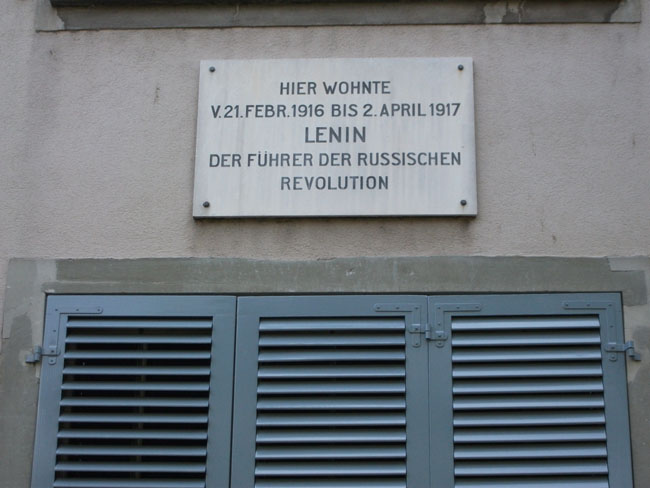 HIER WOHNTE
V. 21. FEBR. 1916 BIS 2. APRIL 1917
LENIN
DER FÜHRER DER RUSSISCHEN
REVOLUTION